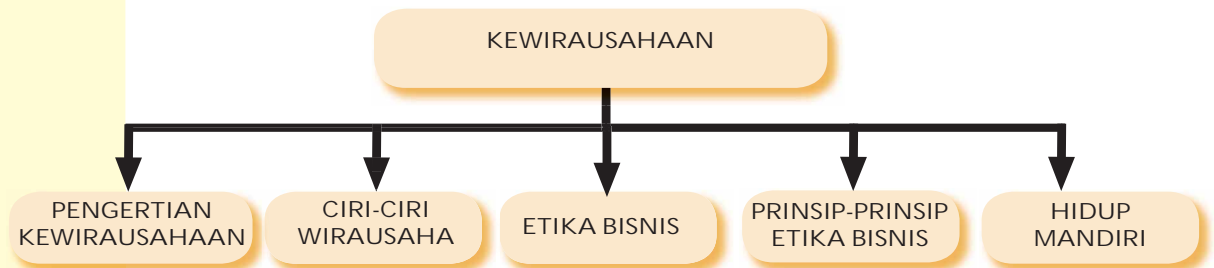 KEWIRAUSAHAAN
PENGERTIAN
KEWIRAUSAHAAN
CIRI-CIRI
WIRAUSAHA
ETIKA BISNIS
PRINSIP-PRINSIP
ETIKA BISNIS
HIDUP
MANDIRI